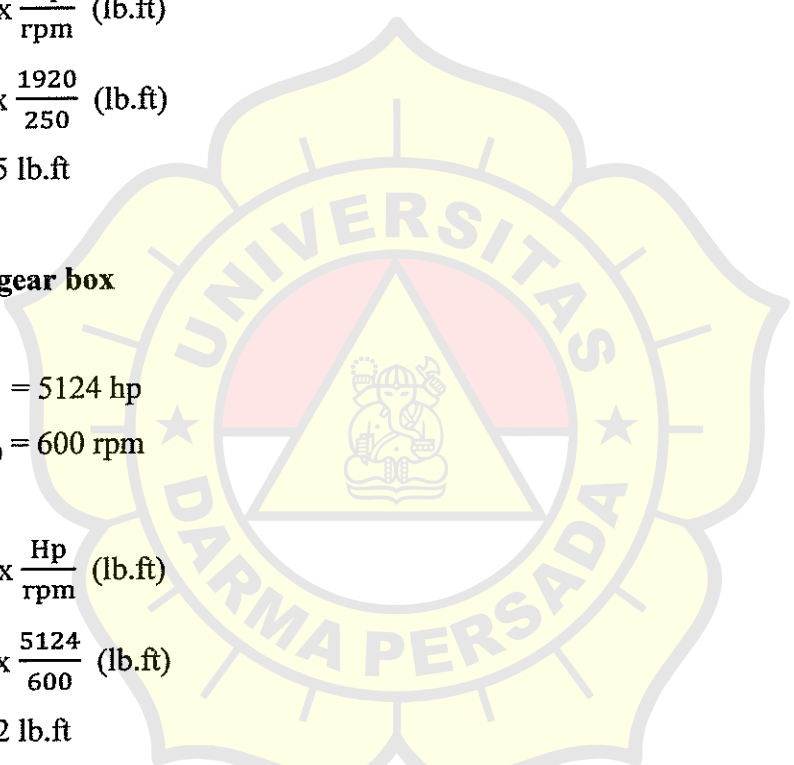 x Hp/rpm (lb.ft)
x 1920/250 (lb.ft)
5 lb.ft
gear box
= 5124 hp
= 600 rpm
x Hp/rpm (lb.ft)
x 5124/600 (lb.ft)
2 lb.ft
UNIVERSITAS
DARMA PERSADA